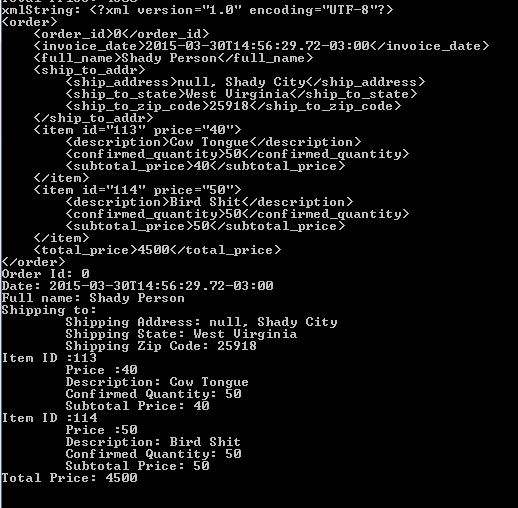 xmlString: <?xml version="1.0" encoding="UTF-8"?>
<order>
    <order_id>0</order_id>
    <invoice_date>2015-03-30T14:56:29.72-03:00</invoice_date>
    <full_name>Shady Person</full_name>
    <ship_to_addr>
        <ship_address>null, Shady City</ship_address>
        <ship_to_state>West Virginia</ship_to_state>
        <ship_to_zip_code>25918</ship_to_zip_code>
    </ship_to_addr>
    <item id="113" price="40">
        <description>Cow Tongue</description>
        <confirmed_quantity>50</confirmed_quantity>
        <subtotal_price>40</subtotal_price>
    </item>
    <item id="114" price="50">
        <description>Bird Shit</description>
        <confirmed_quantity>50</confirmed_quantity>
        <subtotal_price>50</subtotal_price>
    </item>
    <total_price>4500</total_price>
</order>
Order Id: 0
Date: 2015-03-30T14:56:29.72-03:00
Full name: Shady Person
Shipping to:
        Shipping Address: null, Shady City
        Shipping State: West Virginia
        Shipping Zip Code: 25918
Item ID :113
        Price :40
        Description: Cow Tongue
        Confirmed Quantity: 50
        Subtotal Price: 40
Item ID :114
        Price :50
        Description: Bird Shit
        Confirmed Quantity: 50
        Subtotal Price: 50
Total Price: 4500